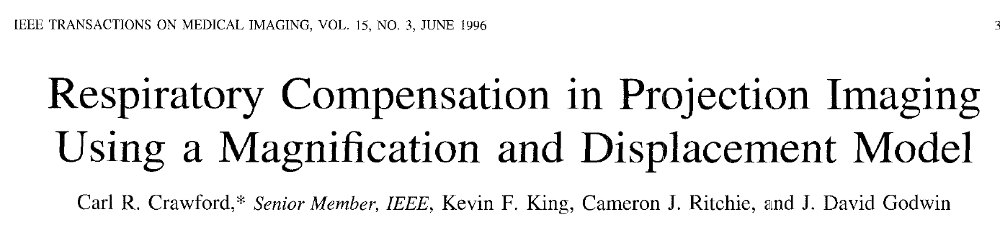 IEEE TRANSACTIONS ON MEDICAL IMAGING, VOL. 15, NO. 3, JUNE 1996 3
Respiratory Compensation in Projection Imaging
Using a Magnification and Displacement Model
Carl R. Crawford,* Senior Member, IEEE, Kevin F. King, Cameron J. Ritchie, and J. David Godwin